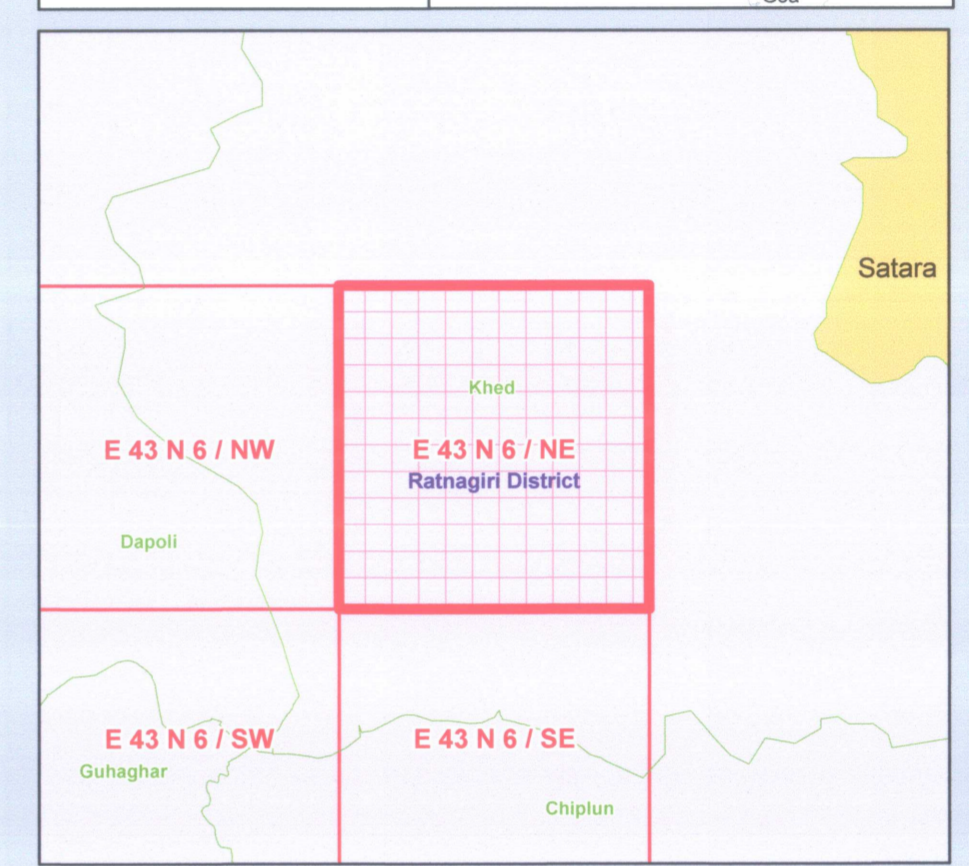 Goa
Satara
Khed
E 43 N 6 / NW
E 43 N 6 / NE
Ratnagiri District
Dapoli
E 43 N 6 / SW
E 43 N 6 / SE
Guhaghar
Chiplun